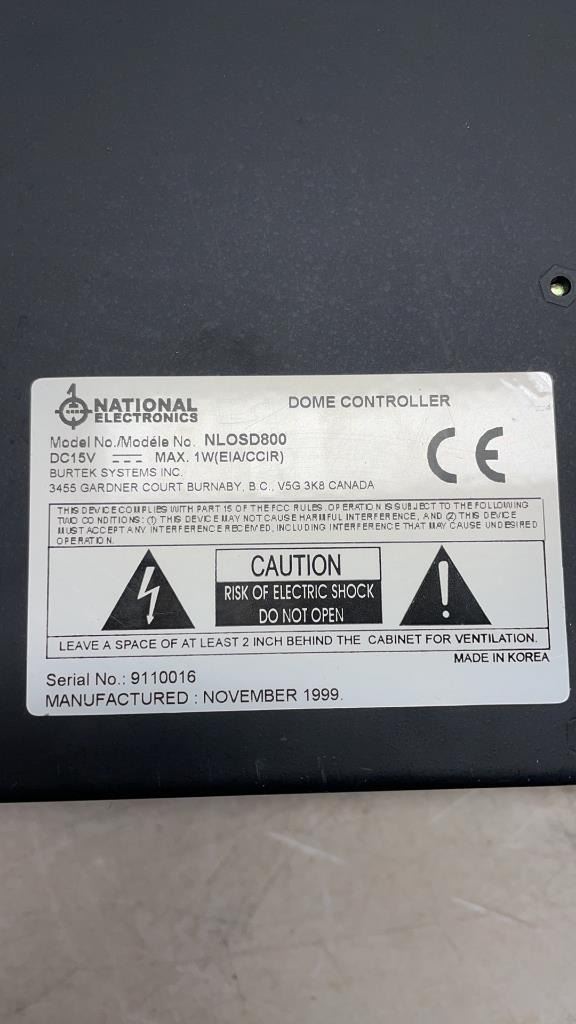 NATIONAL
ELECTRONICS
DOME CONTROLLER
Model No./Modéle No. NLOSD800
DC15V MAX. 1W(EIA/CCIR)
BURTEK SYSTEMS INC.
3455 GARDNER COURT BURNABY, B.C., V5G 3K8 CANADA
CE
THIS DEVICE COMPLIES WITH PART 15 OF THE FCC RULES. OPERATION IS SUBJECT TO THE FOLLOWING
TWO CONDITIONS: (1) THIS DEVICE MAY NOT CAUSE HARMFUL INTERFERENCE, AND (2) THIS DEVICE
MUST ACCEPT ANY INTERFERENCE RECEIVED, INCLUDING INTERFERENCE THAT MAY CAUSE UNDESIRED
OPERATION.
CAUTION
RISK OF ELECTRIC SHOCK
DO NOT OPEN
LEAVE A SPACE OF AT LEAST 2 INCH BEHIND THE CABINET FOR VENTILATION.
MADE IN KOREA
Serial No.: 9110016
MANUFACTURED : NOVEMBER 1999.